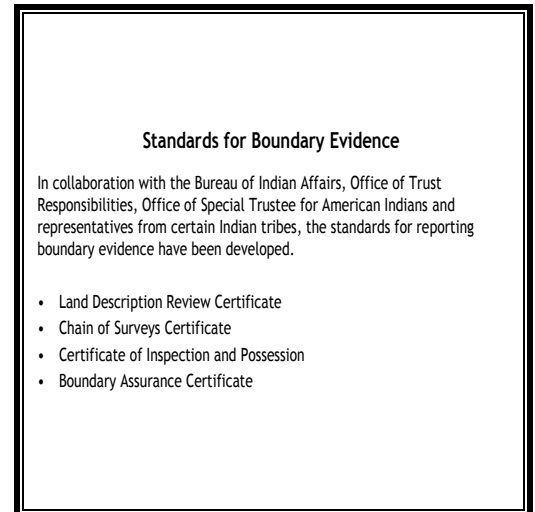 Standards for Boundary Evidence
In collaboration with the Bureau of Indian Affairs, Office of Trust
Responsibilities, Office of Special Trustee for American Indians and
representatives from certain Indian tribes, the standards for reporting
boundary evidence have been developed.
• Land Description Review Certificate
• Chain of Surveys Certificate
• Certificate of Inspection and Possession
• Boundary Assurance Certificate